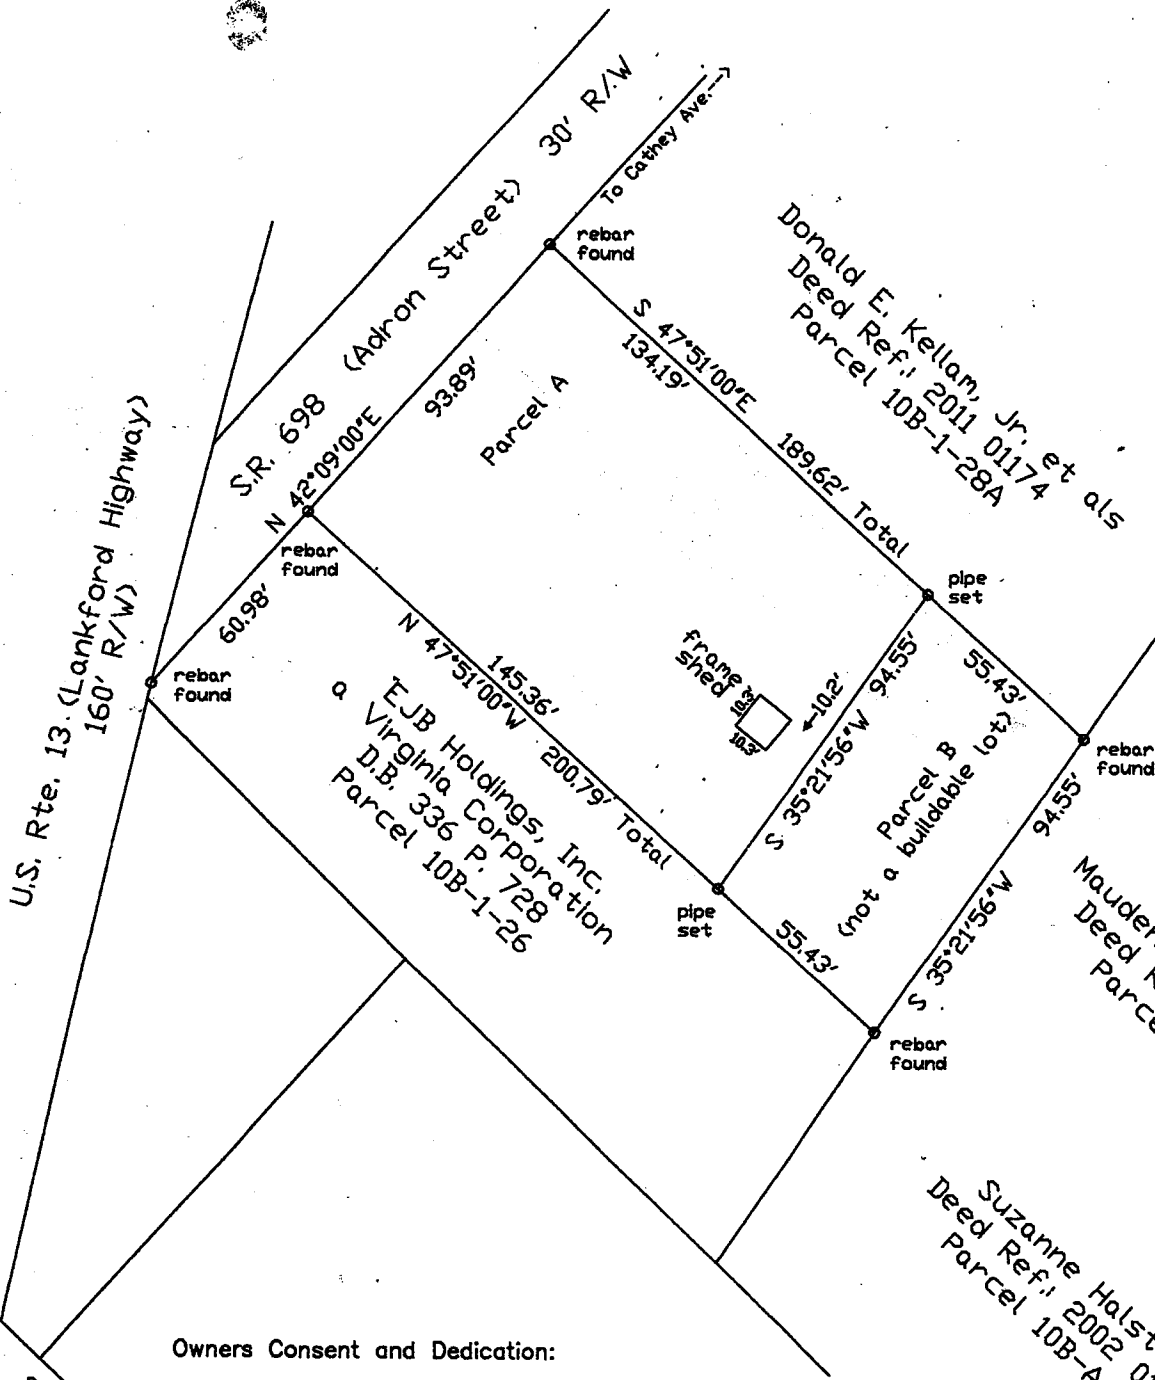 30' R/W
To Cathey Ave.-->
S.R. 698 (Adron Street)
rebar
found
Donald E. Kellam, Jr. et als
Deed Ref.: 2011 01174
Parcel 10B-1-28A
S 47°51'00"E
134.19'
189.62' Total
N 42°09'00"E
93.89'
Parcel A
U.S. Rte. 13 (Lankford Highway)
160' R/W)
rebar
found
60.98'
rebar
found
pipe
set
55.43'
frame
shed
10.3'
10.3'
10.2'
S 35°21'56"W 94.55'
N 47°51'00"W 200.79' Total
145.36'
EJB Holdings, Inc.
a Virginia Corporation
D.B. 336 P. 728
Parcel 10B-1-26
Parcel B
(not a buildable lot)
rebar
found
94.55'
S 35°21'56"W
pipe
set
55.43'
rebar
found
Deed
Suzanne
Deed Ref.: 2002
Parcel
Owners Consent and Dedication: